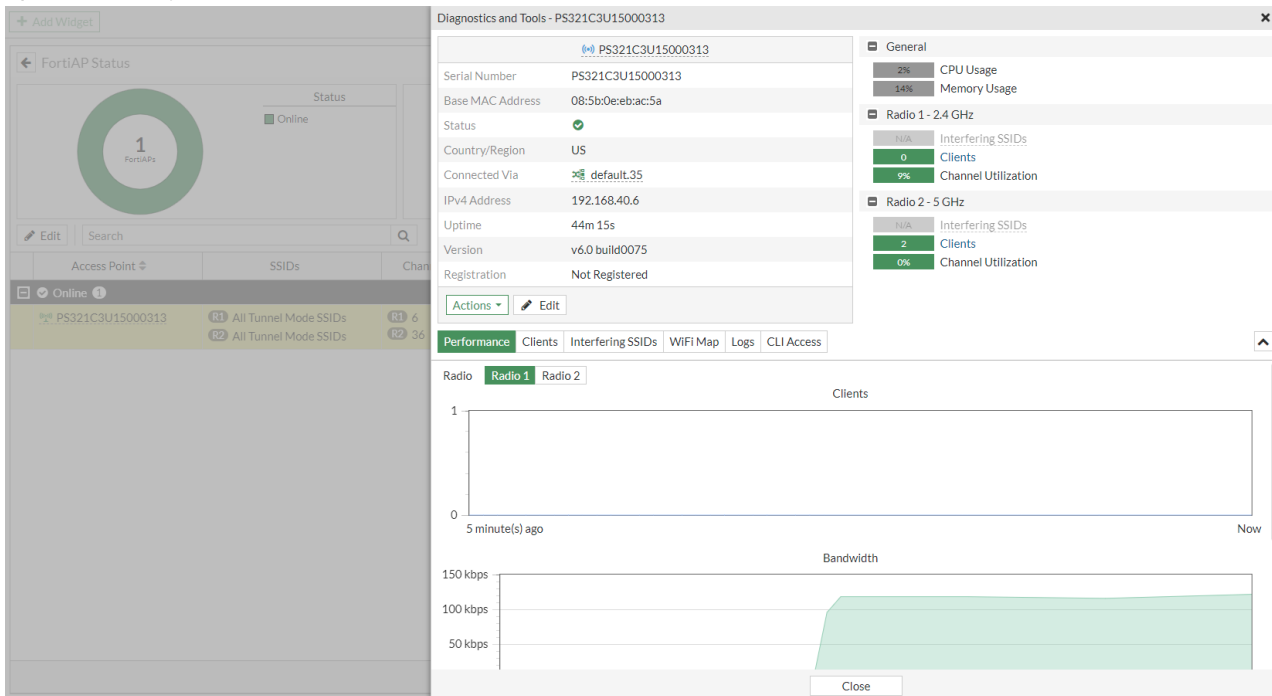 + Add Widget
FortiAP Status
Status
Online
1
FortiAPs
Edit
Search
Access Point
SSIDs
Chan
Online 1
PS321C3U15000313
R1 All Tunnel Mode SSIDs
R1 6
R2 All Tunnel Mode SSIDs
R2 36
Diagnostics and Tools - PS321C3U15000313
PS321C3U15000313
Serial Number PS321C3U15000313
Base MAC Address 08:5b:0e:eb:ac:5a
Status
Country/Region US
Connected Via default.35
IPv4 Address 192.168.40.6
Uptime 44m 15s
Version v6.0 build0075
Registration Not Registered
Actions
Edit
General
2% CPU Usage
14% Memory Usage
Radio 1 - 2.4 GHz
N/A Interfering SSIDs
0 Clients
9% Channel Utilization
Radio 2 - 5 GHz
N/A Interfering SSIDs
2 Clients
0% Channel Utilization
Performance Clients Interfering SSIDs WiFi Map Logs CLI Access
Radio Radio 1 Radio 2
Clients
1
0
5 minute(s) ago Now
Bandwidth
150 kbps
100 kbps
50 kbps
Close